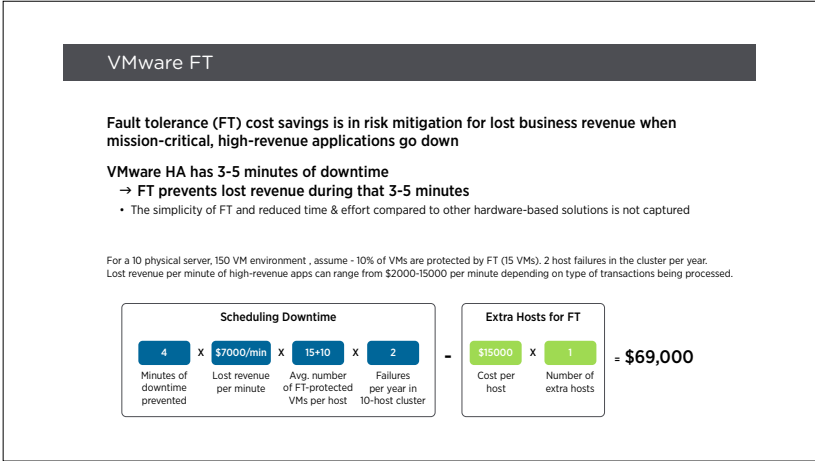 VMware FT
Fault tolerance (FT) cost savings is in risk mitigation for lost business revenue when
mission-critical, high-revenue applications go down
VMware HA has 3-5 minutes of downtime
→ FT prevents lost revenue during that 3-5 minutes
• The simplicity of FT and reduced time & effort compared to other hardware-based solutions is not captured
For a 10 physical server, 150 VM environment , assume - 10% of VMs are protected by FT (15 VMs). 2 host failures in the cluster per year.
Lost revenue per minute of high-revenue apps can range from $2000-15000 per minute depending on type of transactions being processed.
Scheduling Downtime
4 X $7000/min X 15+10 X 2
Minutes of downtime prevented
Lost revenue per minute
Avg. number of FT-protected VMs per host
Failures per year in 10-host cluster
-
Extra Hosts for FT
$15000 X 1
Cost per host
Number of extra hosts
= $69,000